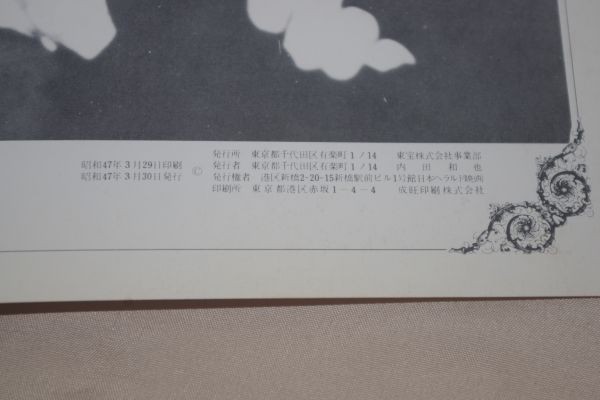 昭和47年3月29日印刷
昭和47年3月30日発行
©
発行所 東京都千代田区有楽町1/14 東宝株式会社事業部
発行者 東京都千代田区有楽町1/14 内田和也
発行権者 港区新橋2-20-15新橋駅前ビル1号館日本ヘラルド映画
印刷所 東京都港区赤坂1-4-4 成旺印刷株式会社